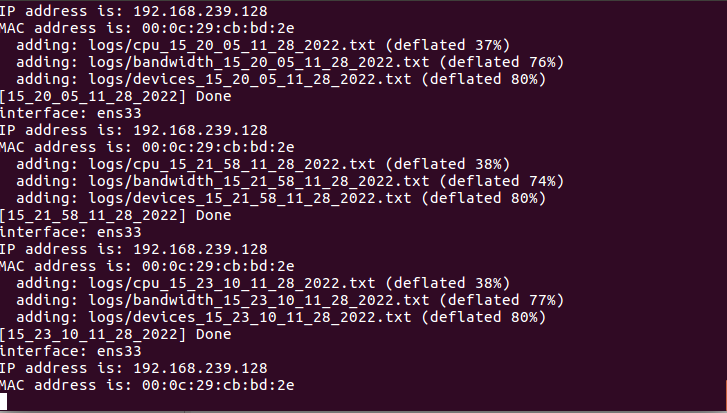 IP address is: 192.168.239.128
MAC address is: 00:0c:29:cb:bd:2e
  adding: logs/cpu_15_20_05_11_28_2022.txt (deflated 37%)
  adding: logs/bandwidth_15_20_05_11_28_2022.txt (deflated 76%)
  adding: logs/devices_15_20_05_11_28_2022.txt (deflated 80%)
[15_20_05_11_28_2022] Done
interface: ens33
IP address is: 192.168.239.128
MAC address is: 00:0c:29:cb:bd:2e
  adding: logs/cpu_15_21_58_11_28_2022.txt (deflated 38%)
  adding: logs/bandwidth_15_21_58_11_28_2022.txt (deflated 74%)
  adding: logs/devices_15_21_58_11_28_2022.txt (deflated 80%)
[15_21_58_11_28_2022] Done
interface: ens33
IP address is: 192.168.239.128
MAC address is: 00:0c:29:cb:bd:2e
  adding: logs/cpu_15_23_10_11_28_2022.txt (deflated 38%)
  adding: logs/bandwidth_15_23_10_11_28_2022.txt (deflated 77%)
  adding: logs/devices_15_23_10_11_28_2022.txt (deflated 80%)
[15_23_10_11_28_2022] Done
interface: ens33
IP address is: 192.168.239.128
MAC address is: 00:0c:29:cb:bd:2e